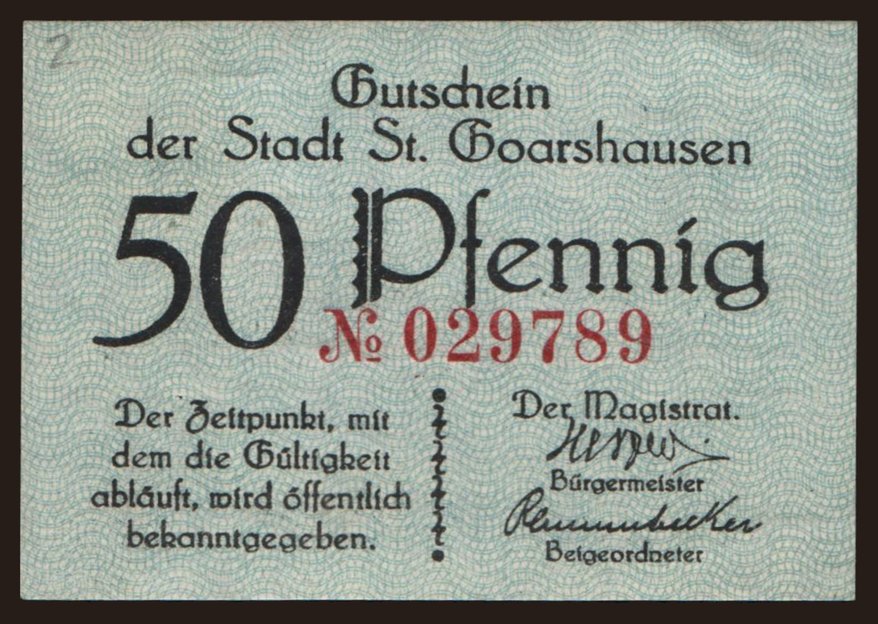 2
Gutschein
der Stadt St. Goarshausen
50 Pfennig
№ 029789
Der Zeitpunkt, mit
dem die Gültigkeit
abläuft, wird öffentlich
bekanntgegeben.
Der Magistrat.
Bürgermeister
Beigeordneter